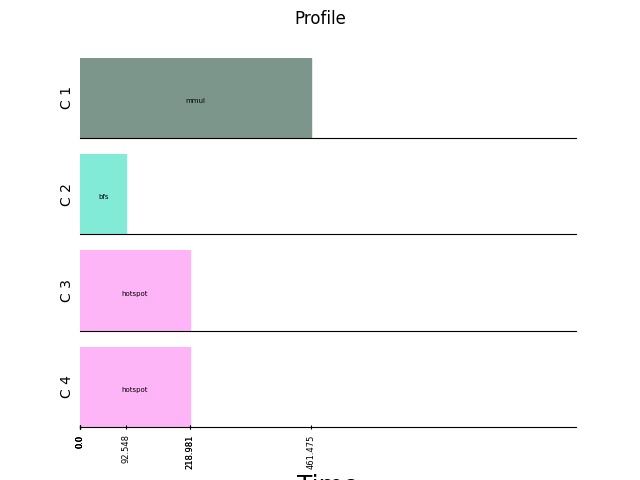 Profile
C 1
mmul
C 2
bfs
C 3
hotspot
C 4
hotspot
0.0
92.548
218.981
461.475
Time